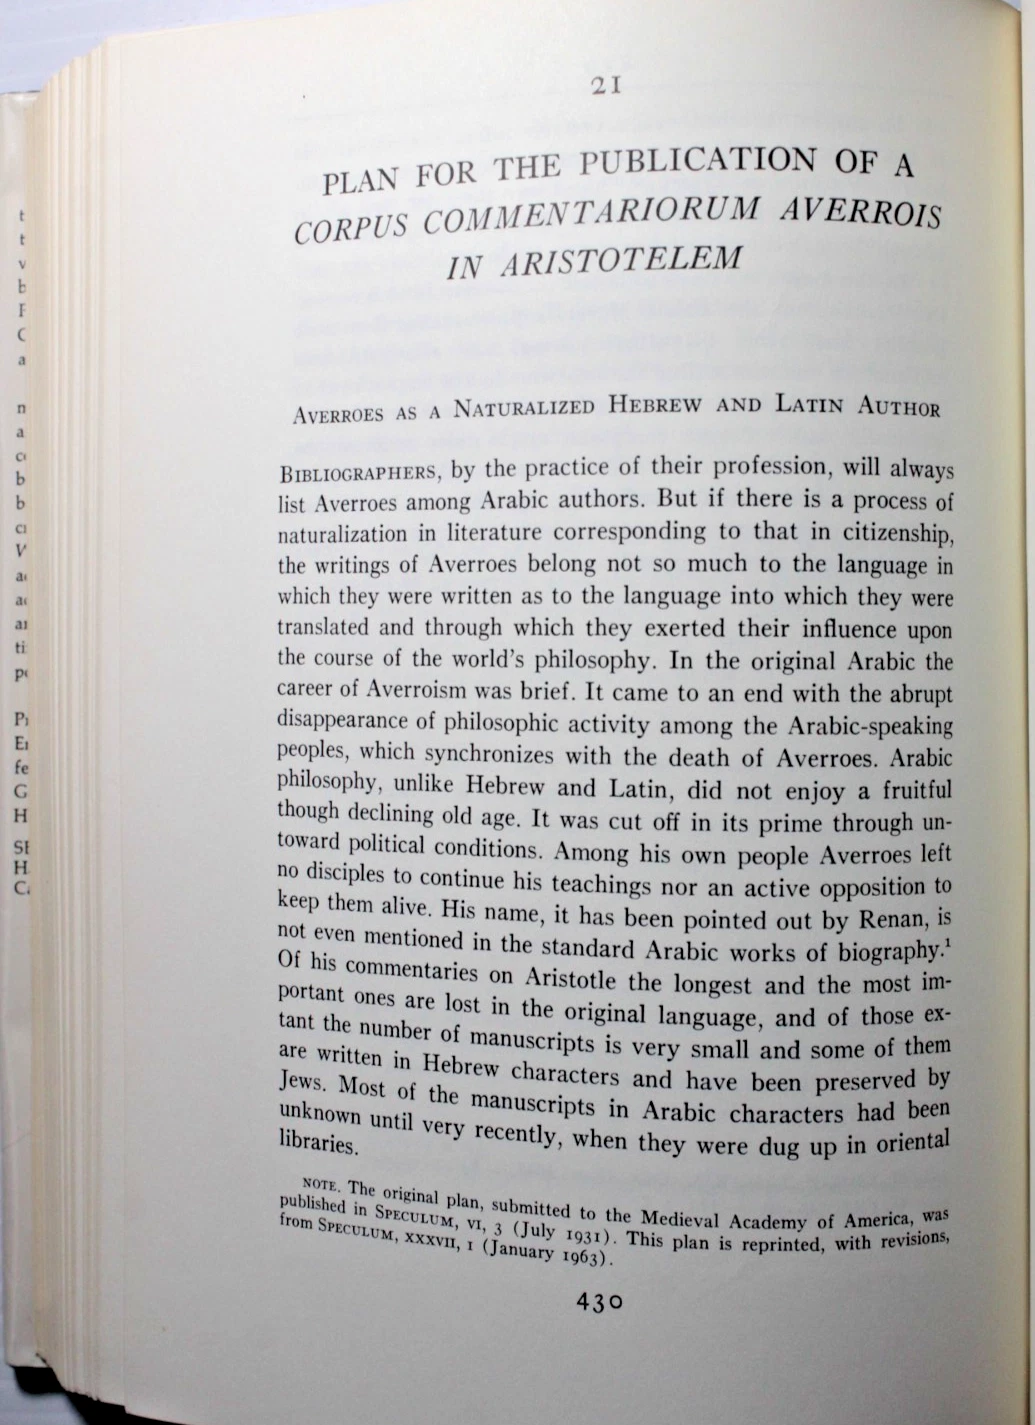 21
PLAN FOR THE PUBLICATION OF A
CORPUS COMMENTARIORUM AVERROIS
IN ARISTOTELEM
AVERROES AS A NATURALIZED HEBREW AND LATIN AUTHOR
BIBLIOGRAPHERS, by the practice of their profession, will always
list Averroes among Arabic authors. But if there is a process of
naturalization in literature corresponding to that in citizenship,
the writings of Averroes belong not so much to the language in
which they were written as to the language into which they were
translated and through which they exerted their influence upon
the course of the world's philosophy. In the original Arabic the
career of Averroism was brief. It came to an end with the abrupt
disappearance of philosophic activity among the Arabic-speaking
peoples, which synchronizes with the death of Averroes. Arabic
philosophy, unlike Hebrew and Latin, did not enjoy a fruitful
though declining old age. It was cut off in its prime through un-
toward political conditions. Among his own people Averroes left
no disciples to continue his teachings nor an active opposition to
keep them alive. His name, it has been pointed out by Renan, is
not even mentioned in the standard Arabic works of biography.¹
Of his commentaries on Aristotle the longest and the most im-
portant ones are lost in the original language, and of those ex-
tant the number of manuscripts is very small and some of them
are written in Hebrew characters and have been preserved by
Jews. Most of the manuscripts in Arabic characters had been
unknown until very recently, when they were dug up in oriental
libraries.
NOTE. The original plan, submitted to the Medieval Academy of America, was
published in SPECULUM, VI, 3 (July 1931). This plan is reprinted, with revisions,
from SPECULUM, XXXVII, 1 (January 1963).
430